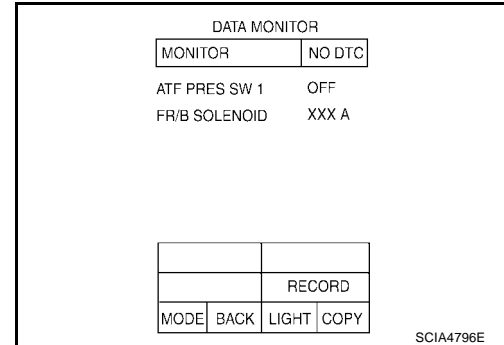 DATA MONITOR
MONITOR NO DTC
ATF PRES SW 1 OFF
FR/B SOLENOID XXX A
RECORD
MODE BACK LIGHT COPY
SCIA4796E